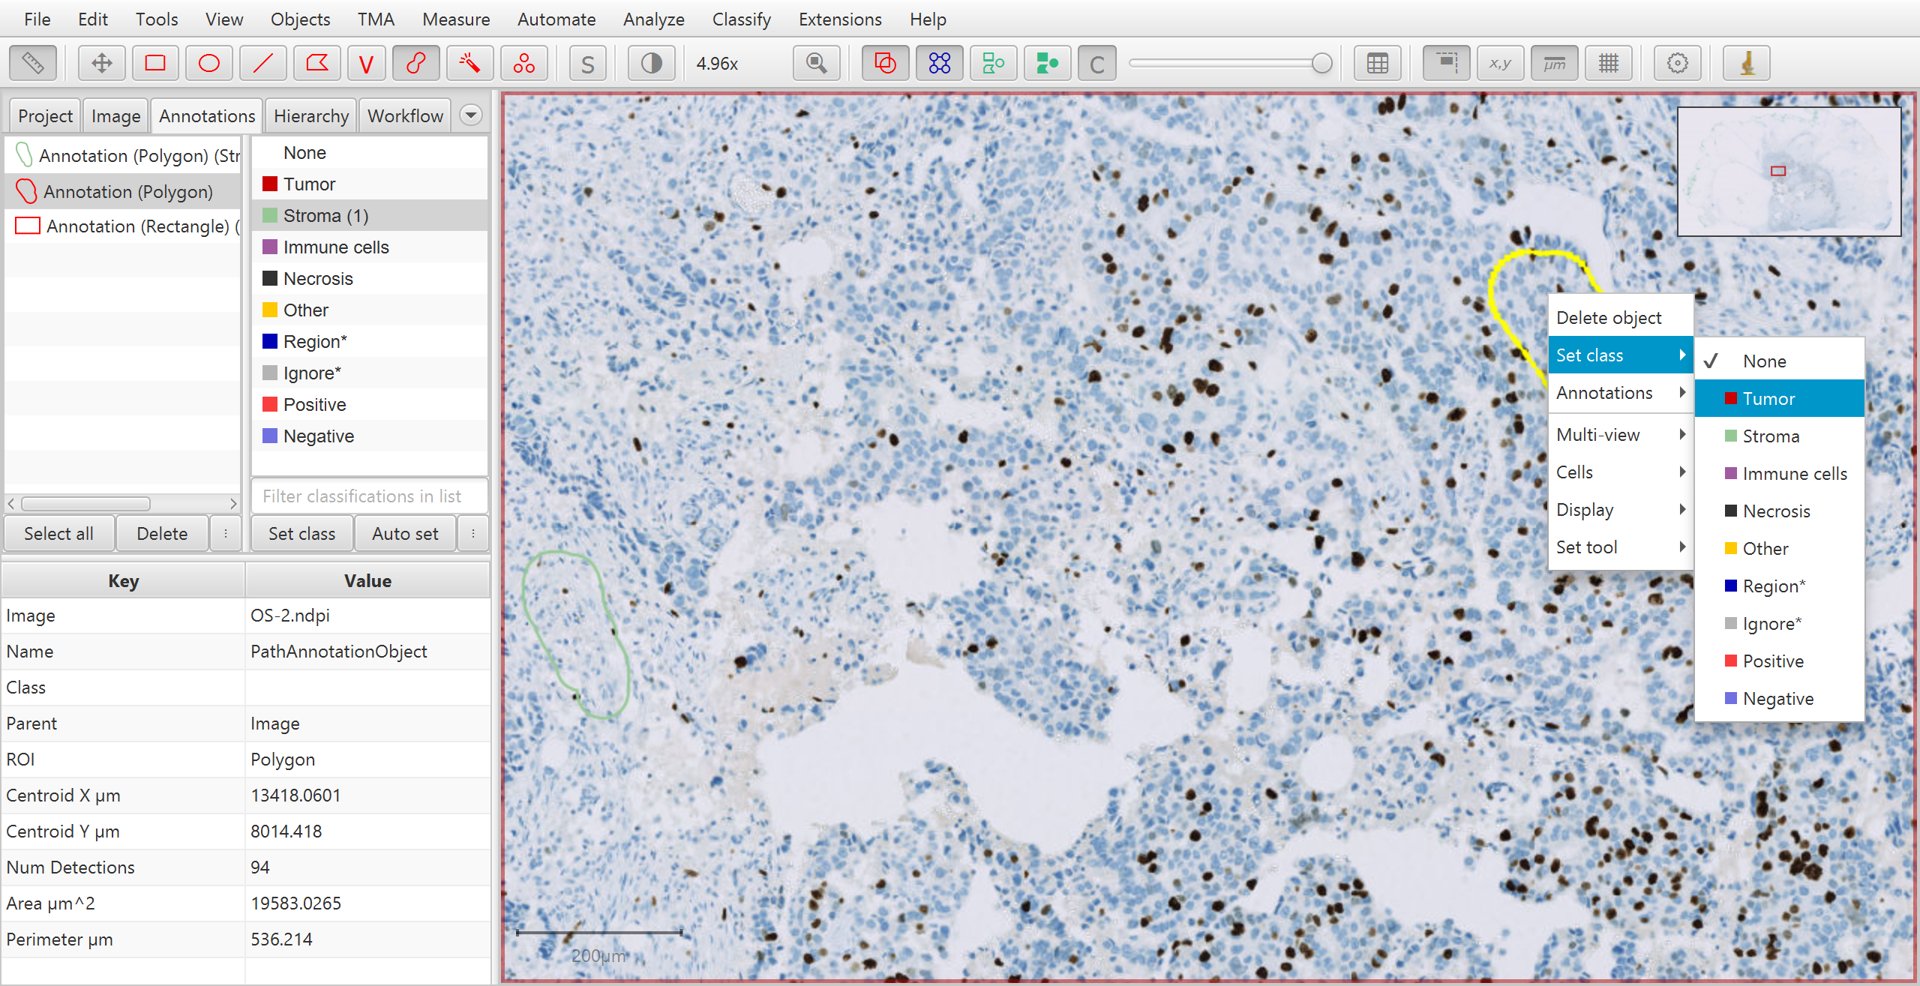 File Edit Tools View Objects TMA Measure Automate Analyze Classify Extensions Help
V S 4.96x C x,y µm
Project Image Annotations Hierarchy Workflow
Annotation (Polygon) (Str
Annotation (Polygon)
Annotation (Rectangle) (
None
Tumor
Stroma (1)
Immune cells
Necrosis
Other
Region*
Ignore*
Positive
Negative
Filter classifications in list
Select all Delete Set class Auto set
Key Value
Image OS-2.ndpi
Name PathAnnotationObject
Class
Parent Image
ROI Polygon
Centroid X µm 13418.0601
Centroid Y µm 8014.418
Num Detections 94
Area µm^2 19583.0265
Perimeter µm 536.214
200µm
Delete object
Set class
Annotations
Multi-view
Cells
Display
Set tool
None
Tumor
Stroma
Immune cells
Necrosis
Other
Region*
Ignore*
Positive
Negative